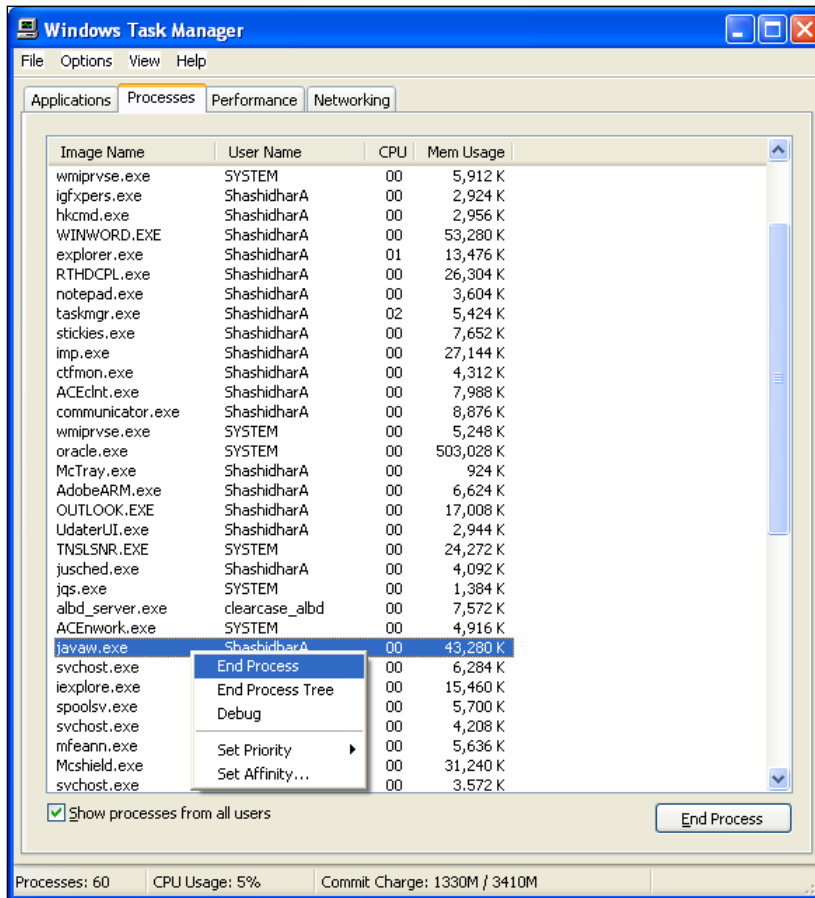 Windows Task Manager
File Options View Help
Applications Processes Performance Networking
Image Name User Name CPU Mem Usage
wmiprvse.exe SYSTEM 00 5,912 K
igfxpers.exe ShashidharA 00 2,924 K
hkcmd.exe ShashidharA 00 2,956 K
WINWORD.EXE ShashidharA 00 53,280 K
explorer.exe ShashidharA 01 13,476 K
RTHDCPL.exe ShashidharA 00 26,304 K
notepad.exe ShashidharA 00 3,604 K
taskmgr.exe ShashidharA 02 5,424 K
stickies.exe ShashidharA 00 7,652 K
imp.exe ShashidharA 00 27,144 K
ctfmon.exe ShashidharA 00 4,312 K
ACEclnt.exe ShashidharA 00 7,988 K
communicator.exe ShashidharA 00 8,876 K
wmiprvse.exe SYSTEM 00 5,248 K
oracle.exe SYSTEM 00 503,028 K
McTray.exe ShashidharA 00 924 K
AdobeARM.exe ShashidharA 00 6,624 K
OUTLOOK.EXE ShashidharA 00 17,008 K
UdaterUI.exe ShashidharA 00 2,944 K
TNSLSNR.EXE SYSTEM 00 24,272 K
jusched.exe ShashidharA 00 4,092 K
jqs.exe SYSTEM 00 1,384 K
albd_server.exe clearcase_albd 00 7,572 K
ACEnwork.exe SYSTEM 00 4,916 K
javaw.exe ShashidharA 00 43,280 K
svchost.exe 00 6,284 K
iexplore.exe 00 15,460 K
spoolsv.exe 00 5,700 K
svchost.exe 00 4,208 K
mfeann.exe 00 5,636 K
Mcshield.exe 00 31,240 K
svchost.exe 00 3,572 K
End Process
End Process Tree
Debug
Set Priority
Set Affinity...
Show processes from all users
End Process
Processes: 60 CPU Usage: 5% Commit Charge: 1330M / 3410M